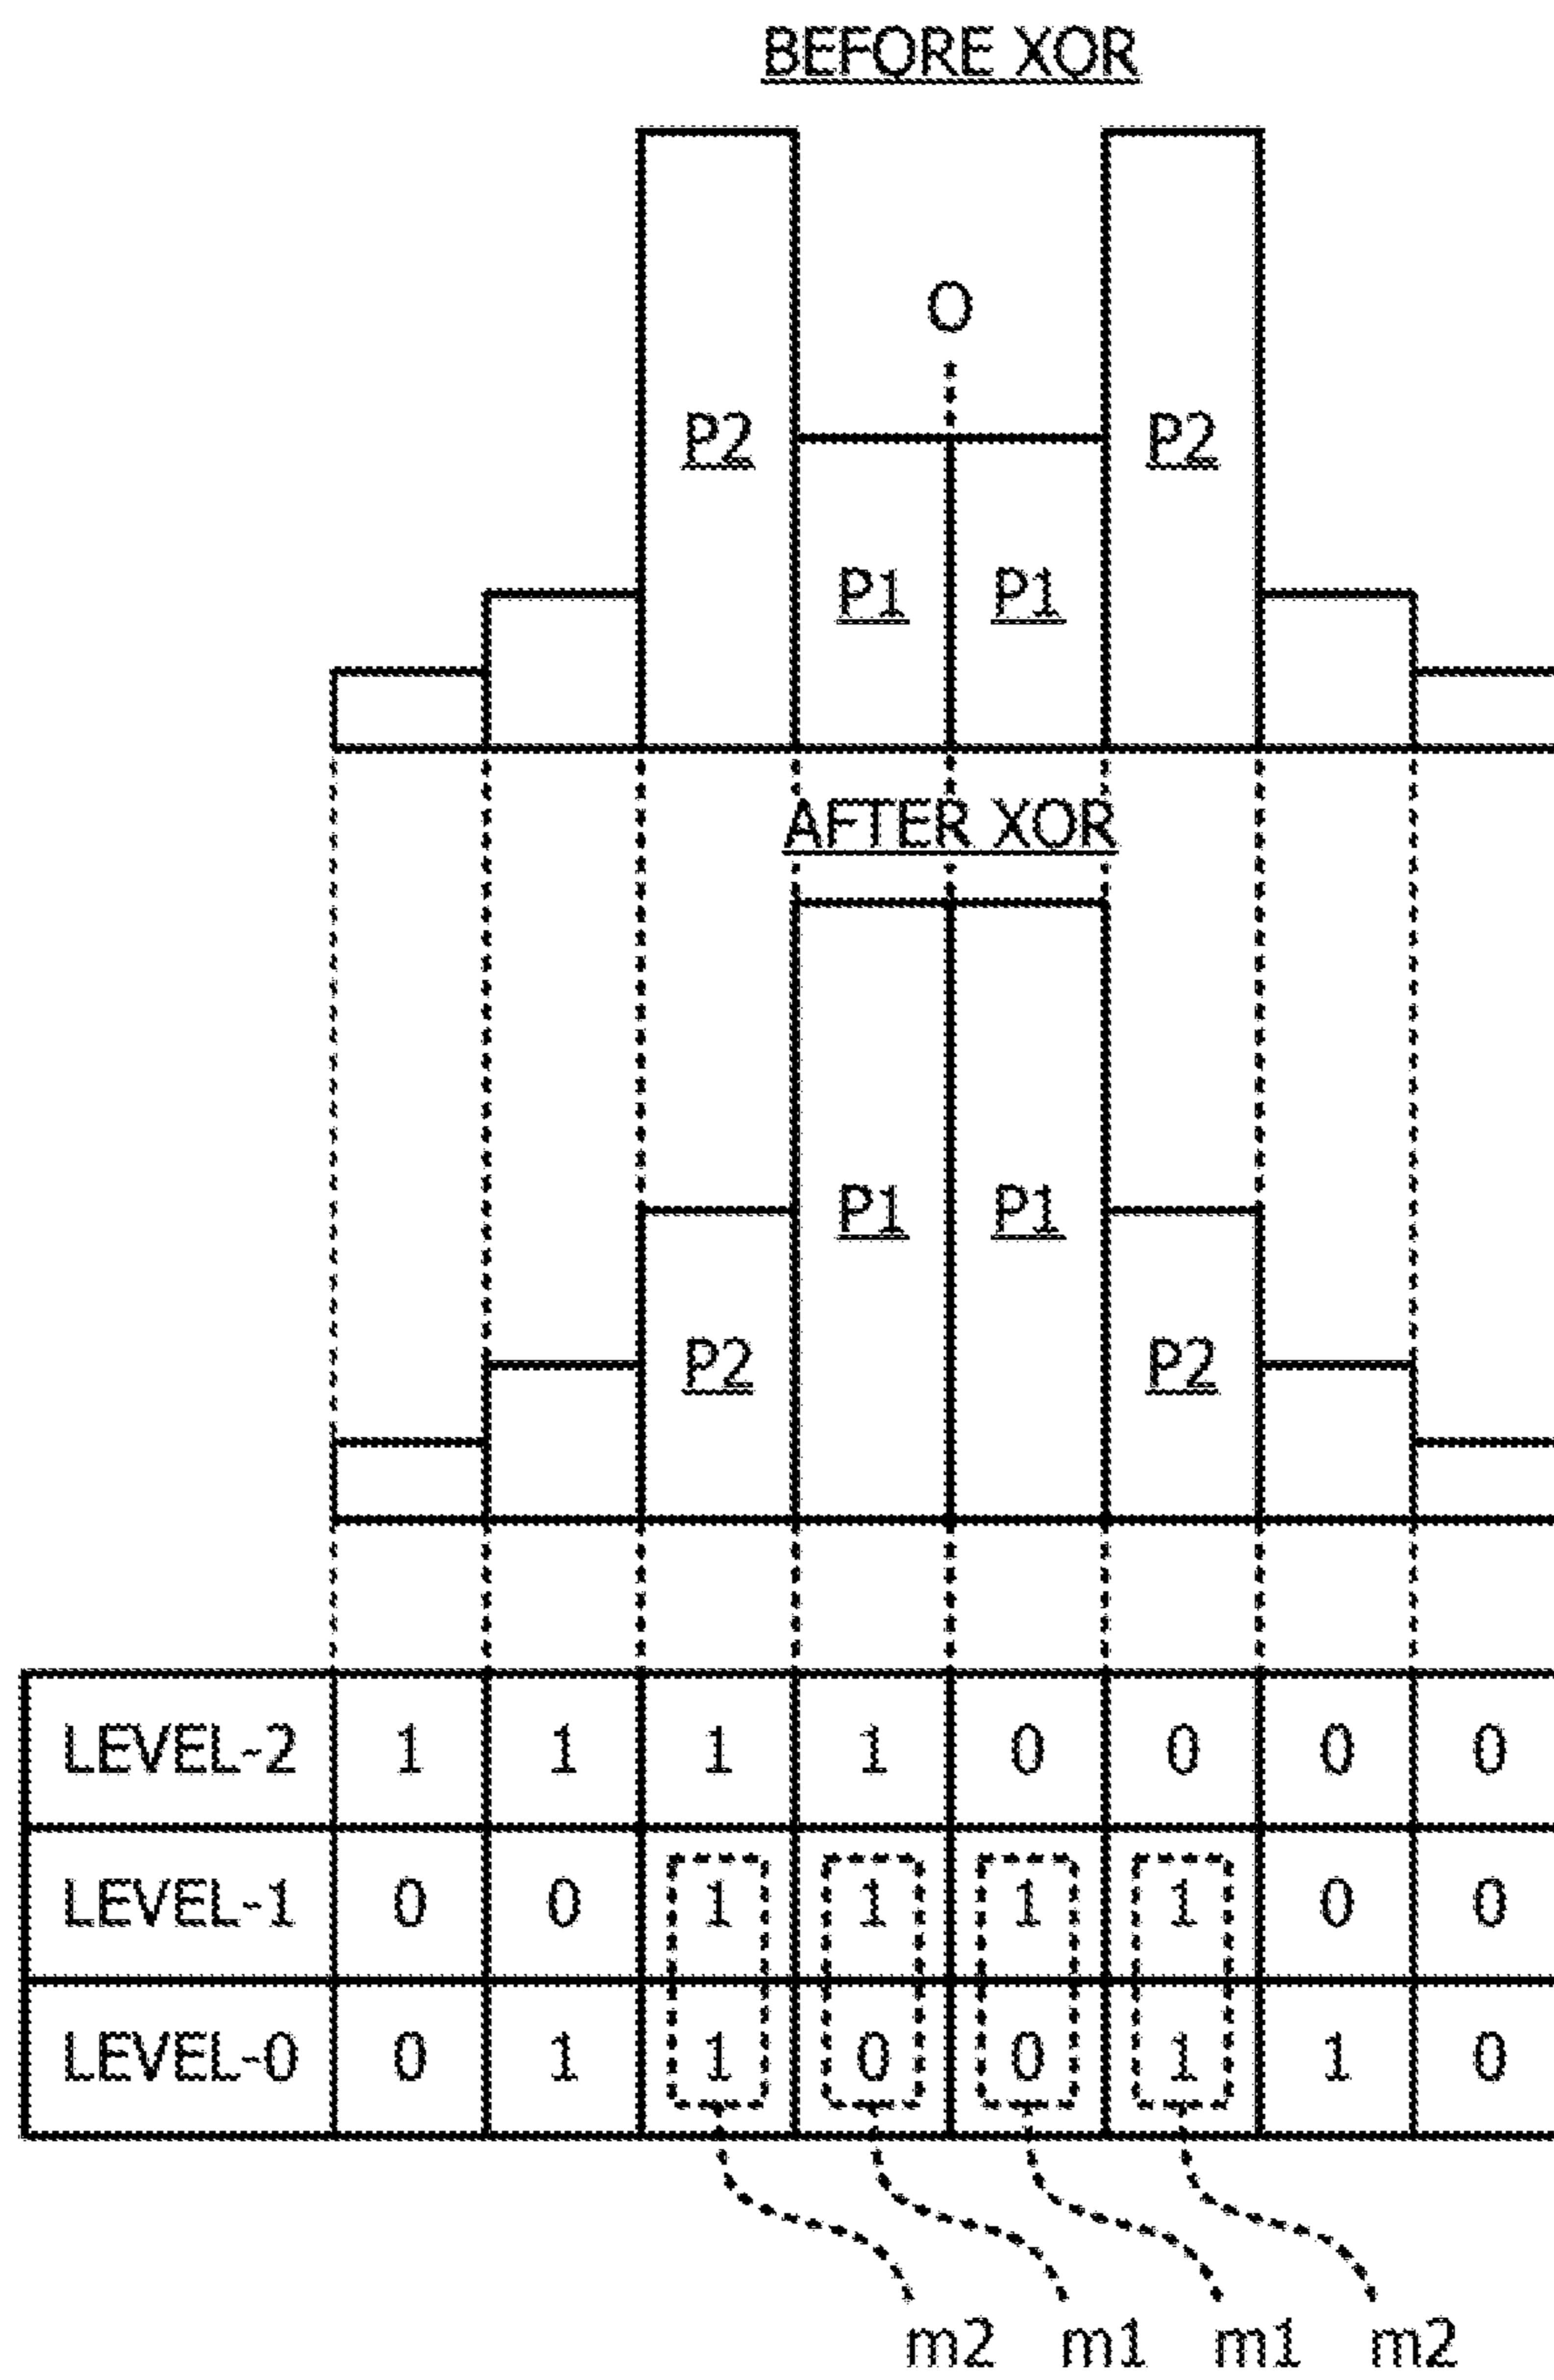 BEFORE XOR
O
P2 P2
P1 P1
AFTER XOR
P1 P1
P2 P2
LEVEL-2 1 1 1 1 0 0 0 0
LEVEL-1 0 0 1 1 1 1 0 0
LEVEL-0 0 1 1 0 0 1 1 0
m2 m1 m1 m2